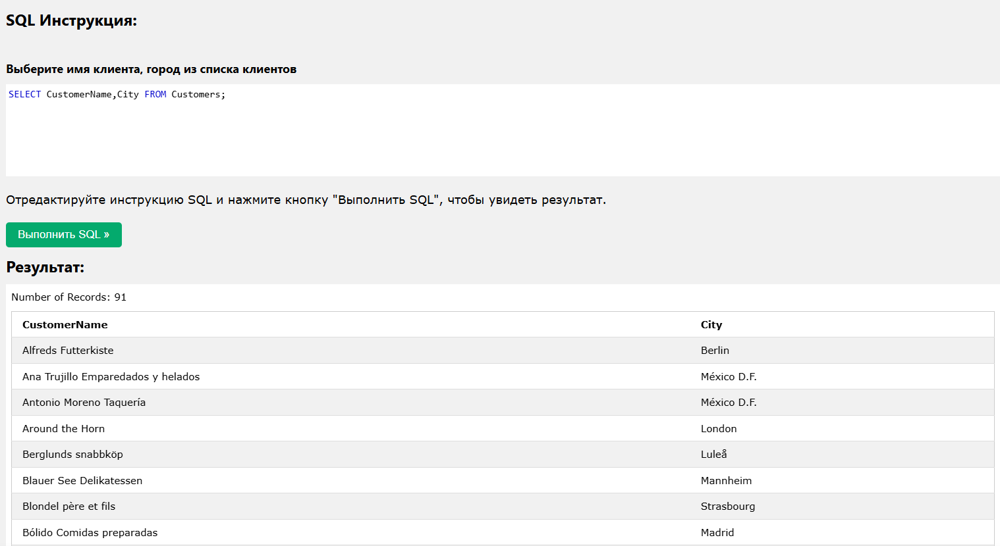 SQL Инструкция:
Выберите имя клиента, город из списка клиентов
SELECT CustomerName,City FROM Customers;
Отредактируйте инструкцию SQL и нажмите кнопку "Выполнить SQL", чтобы увидеть результат.
Выполнить SQL »
Результат:
Number of Records: 91
CustomerName City
Alfreds Futterkiste Berlin
Ana Trujillo Emparedados y helados México D.F.
Antonio Moreno Taquería México D.F.
Around the Horn London
Berglunds snabbköp Luleå
Blauer See Delikatessen Mannheim
Blondel père et fils Strasbourg
Bólido Comidas preparadas Madrid